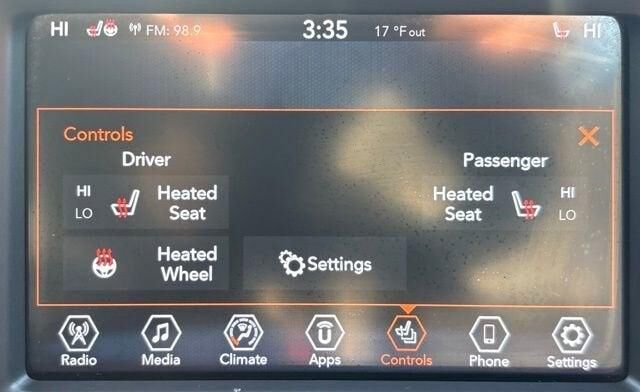 HI FM: 98.9 3:35 17 °F out HI
Controls
Driver Passenger
HI
LO
Heated
Seat
Heated
Seat
HI
LO
Heated
Wheel
Settings
Radio Media Climate Apps Controls Phone Settings